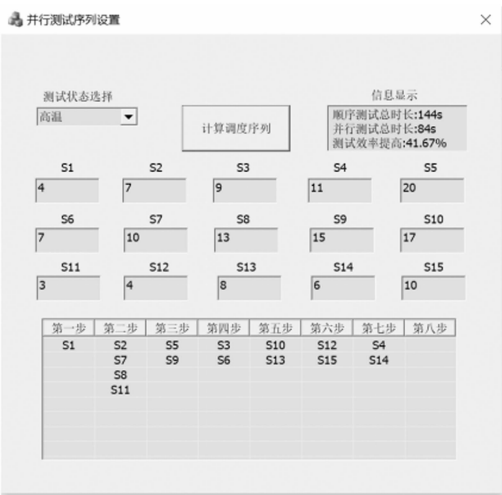 并行测试序列设置
测试状态选择
高温
计算调度序列
信息显示
顺序测试总时长:144s
并行测试总时长:84s
测试效率提高:41.67%
S1 S2 S3 S4 S5
4 7 9 11 20
S6 S7 S8 S9 S10
7 10 13 15 17
S11 S12 S13 S14 S15
3 4 8 6 10
第一步 第二步 第三步 第四步 第五步 第六步 第七步 第八步
S1 S2 S5 S3 S10 S12 S4
S7 S9 S6 S13 S15 S14
S8
S11